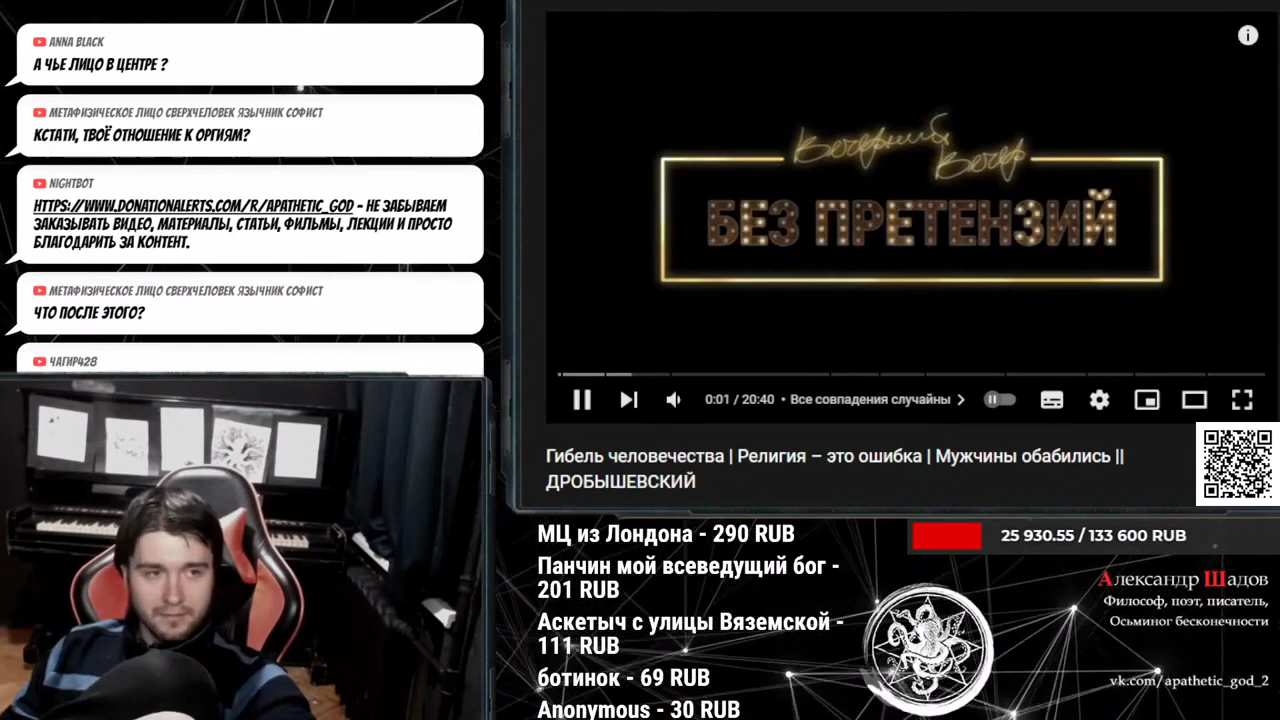 ANNA BLACK
А ЧЬЕ ЛИЦО В ЦЕНТРЕ ?
МЕТАФИЗИЧЕСКОЕ ЛИЦО СВЕРХЧЕЛОВЕК ЯЗЫЧНИК СОФИСТ
КСТАТИ, ТВОЁ ОТНОШЕНИЕ К ОРГИЯМ?
NIGHTBOT
HTTPS://WWW.DONATIONALERTS.COM/R/APATHETIC_GOD - НЕ ЗАБЫВАЕМ
ЗАКАЗЫВАТЬ ВИДЕО, МАТЕРИАЛЫ, СТАТЬИ, ФИЛЬМЫ, ЛЕКЦИИ И ПРОСТО
БЛАГОДАРИТЬ ЗА КОНТЕНТ.
МЕТАФИЗИЧЕСКОЕ ЛИЦО СВЕРХЧЕЛОВЕК ЯЗЫЧНИК СОФИСТ
ЧТО ПОСЛЕ ЭТОГО?
ЧАГИР428
Вечерний
Вечер
БЕЗ ПРЕТЕНЗИЙ
0:01 / 20:40 • Все совпадения случайны
Гибель человечества | Религия – это ошибка | Мужчины обабились ||
ДРОБЫШЕВСКИЙ
МЦ из Лондона - 290 RUB
Панчин мой всеведущий бог -
201 RUB
Аскетыч с улицы Вяземской -
111 RUB
ботинок - 69 RUB
Anonymous - 30 RUB
25 930.55 / 133 600 RUB
Александр Шадов
Философ, поэт, писатель,
Осьминог бесконечности
vk.com/apathetic_god_2